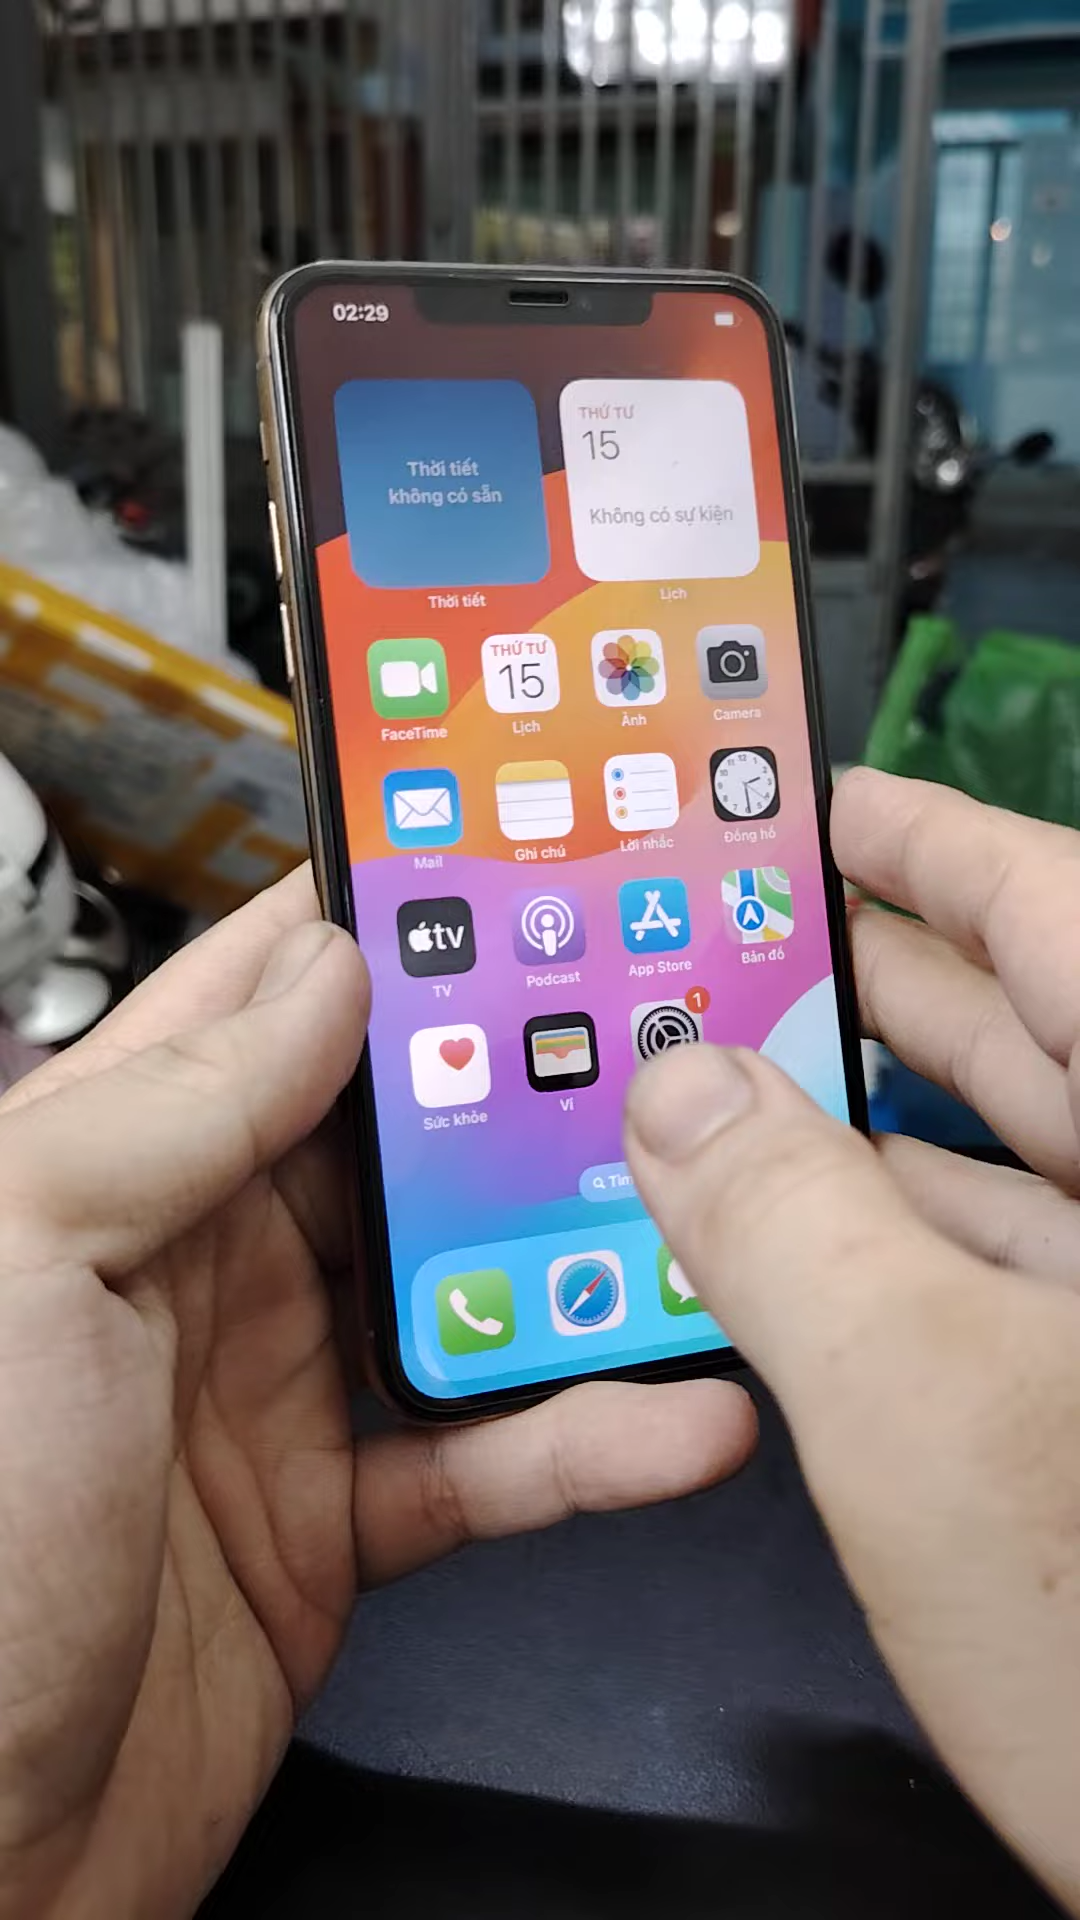 02:29
Thời tiết
không có sẵn
Thời tiết
THỨ TƯ
15
Không có sự kiện
Lịch
FaceTime
THỨ TƯ
15
Lịch
Ảnh
Camera
Mail
Ghi chú
Lời nhắc
Đồng hồ
tv
TV
Podcast
App Store
Bản đồ
Sức khỏe
Ví
1